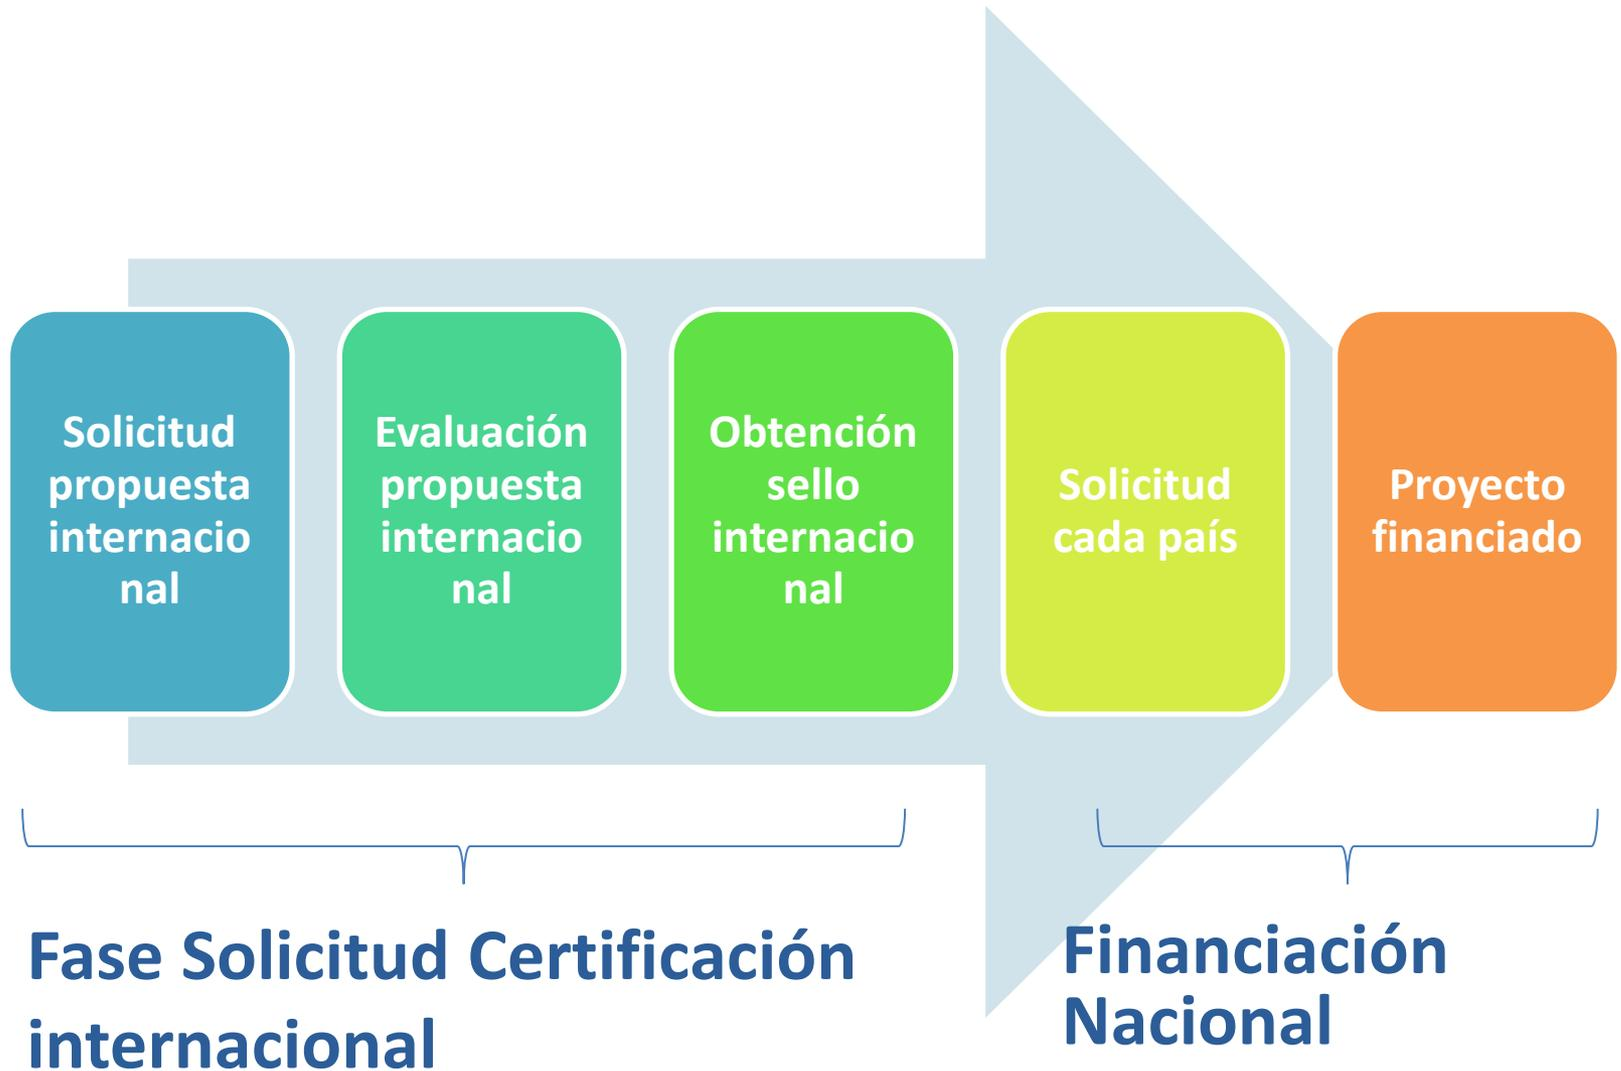 Solicitud
propuesta
internacio
nal
Evaluación
propuesta
internacio
nal
Obtención
sello
internacio
nal
Solicitud
cada país
Proyecto
financiado
Fase Solicitud Certificación
internacional
Financiación
Nacional